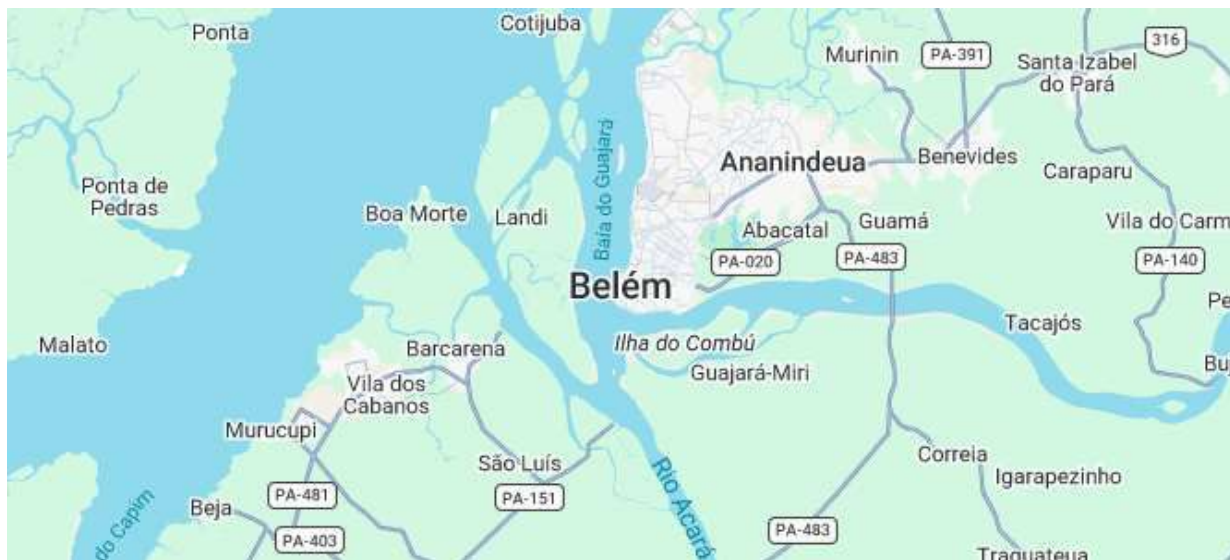 Cotijuba
Ponta
316
Murinin
PA-391
Santa Izabel
do Pará
Baía do Guajará
Ananindeua
Benevides
Caraparu
Ponta de
Pedras
Boa Morte
Landi
Abacatal
Guamá
Vila do Carm
PA-020
PA-483
PA-140
Belém
Pe
Tacajós
Malato
Barcarena
Ilha do Combú
Guajará-Miri
Buj
Vila dos
Cabanos
Murucupi
São Luís
Correia
Rio Acará
Igarapezinho
PA-481
PA-151
Beja
do Capim
PA-403
PA-483
Traquateua